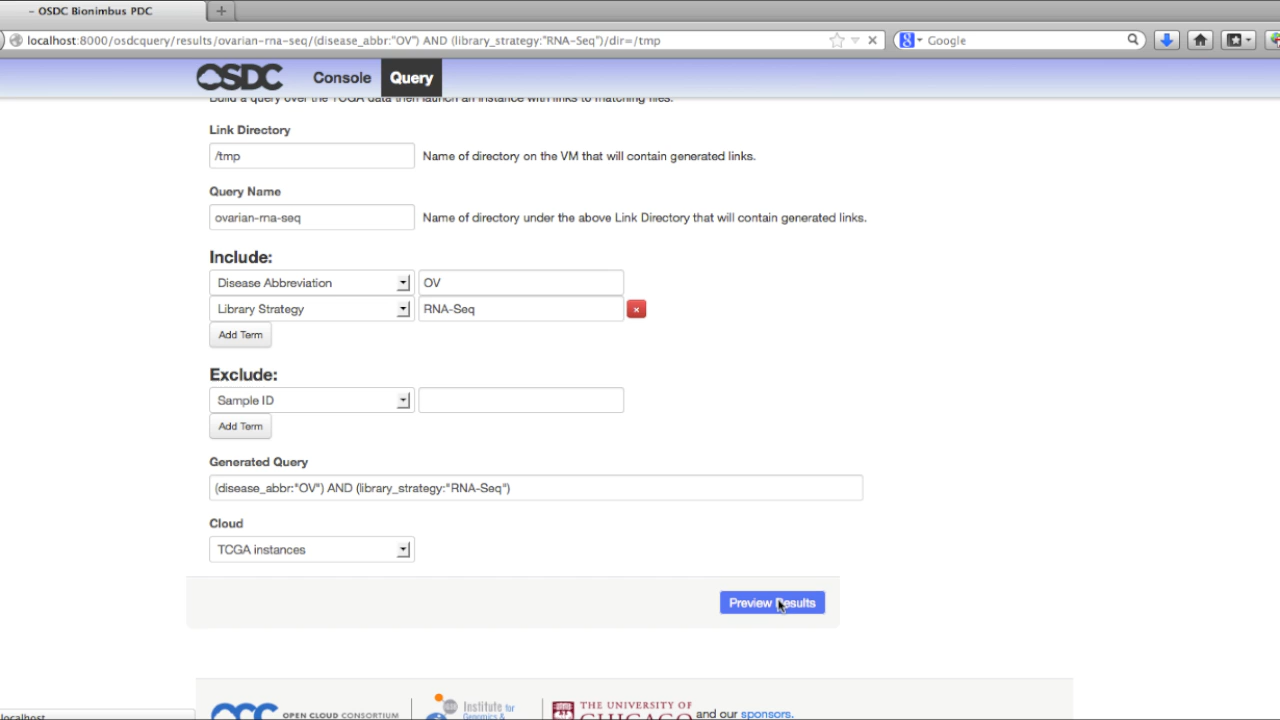 – OSDC Bionimbus PDC
localhost:8000/osdcquery/results/ovarian-rna-seq/(disease_abbr:"OV") AND (library_strategy:"RNA-Seq")/dir=/tmp
Google
OSDC Console Query
Build a query over the TCGA data then launch an instance with links to matching files.
Link Directory
/tmp Name of directory on the VM that will contain generated links.
Query Name
ovarian-rna-seq Name of directory under the above Link Directory that will contain generated links.
Include:
Disease Abbreviation OV
Library Strategy RNA-Seq x
Add Term
Exclude:
Sample ID
Add Term
Generated Query
(disease_abbr:"OV") AND (library_strategy:"RNA-Seq")
Cloud
TCGA instances
Preview Results
OCC OPEN CLOUD CONSORTIUM Institute for Genomics & THE UNIVERSITY OF CHICAGO and our sponsors.
localhost